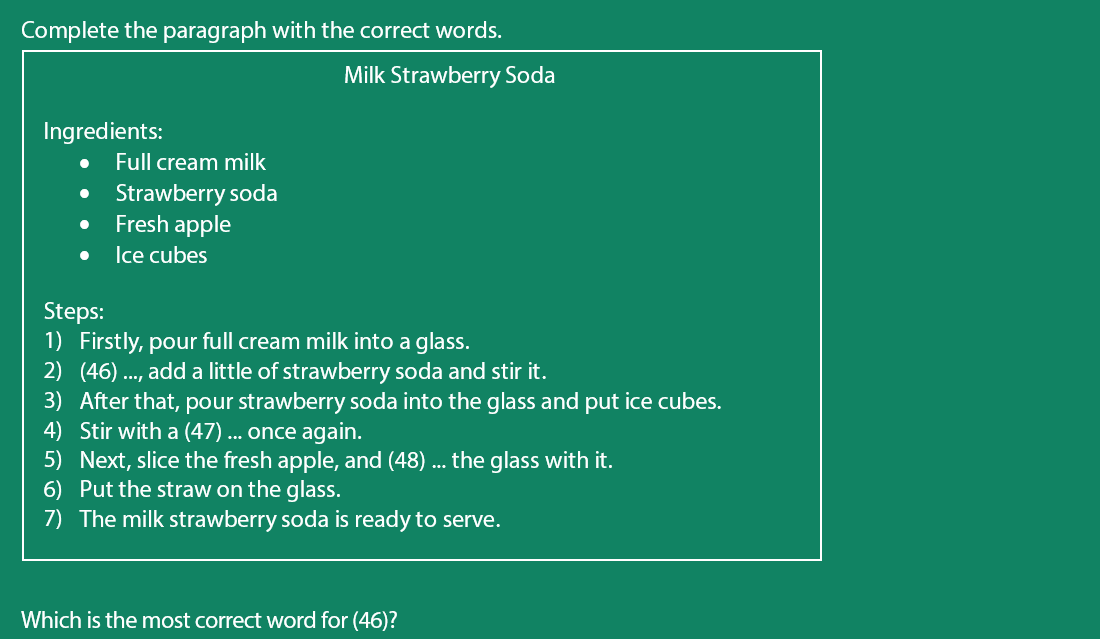 Complete the paragraph with the correct words.
Milk Strawberry Soda
Ingredients:
• Full cream milk
• Strawberry soda
• Fresh apple
• Ice cubes
Steps:
1) Firstly, pour full cream milk into a glass.
2) (46) ..., add a little of strawberry soda and stir it.
3) After that, pour strawberry soda into the glass and put ice cubes.
4) Stir with a (47) ... once again.
5) Next, slice the fresh apple, and (48) ... the glass with it.
6) Put the straw on the glass.
7) The milk strawberry soda is ready to serve.
Which is the most correct word for (46)?